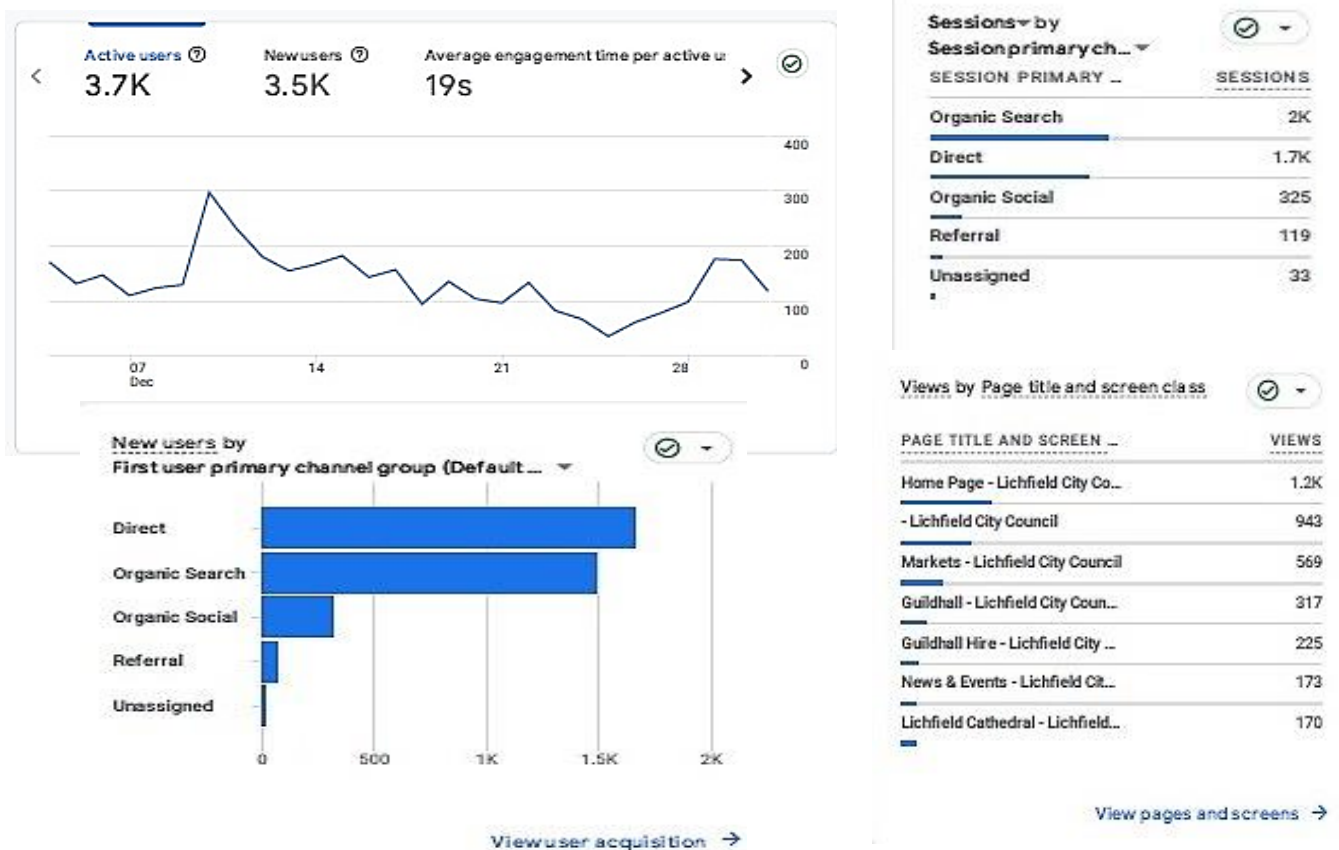 Active users
New users
Average engagement time per active u
3.7K
3.5K
19s
400
300
200
100
0
07
Dec
14
21
28
New users by
First user primary channel group (Default ...
Direct
Organic Search
Organic Social
Referral
Unassigned
0
500
1K
1.5K
2K
View user acquisition
Sessions by
Session primary ch...
SESSION PRIMARY ...
SESSIONS
Organic Search
2K
Direct
1.7K
Organic Social
325
Referral
119
Unassigned
33
Views by Page title and screen class
PAGE TITLE AND SCREEN ...
VIEWS
Home Page - Lichfield City Co...
1.2K
- Lichfield City Council
943
Markets - Lichfield City Council
569
Guildhall - Lichfield City Coun...
317
Guildhall Hire - Lichfield City ...
225
News & Events - Lichfield Cit...
173
Lichfield Cathedral - Lichfield...
170
View pages and screens